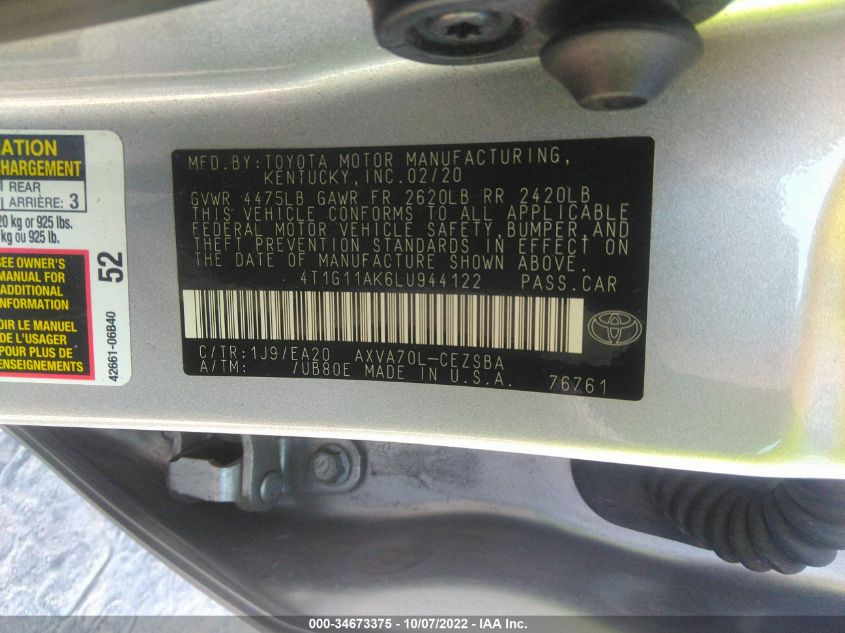 ATION
CHARGEMENT
REAR
ARRIÈRE: 3
20 kg or 925 lbs.
kg ou 925 lb.
SEE OWNER'S
MANUAL FOR
ADDITIONAL
OIR LE MANUEL
DE L'USAGER
POUR PLUS DE
ENSEIGNEMENTS
52
42661-06B40
MFD.BY:TOYOTA MOTOR MANUFACTURING,
KENTUCKY,INC.02/20
GVWR 4475LB GAWR FR 2620LB RR 2420LB
THIS VEHICLE CONFORMS TO ALL APPLICABLE
FEDERAL MOTOR VEHICLE SAFETY,BUMPER,AND
THEFT PREVENTION STANDARDS IN EFFECT ON
THE DATE OF MANUFACTURE SHOWN ABOVE.
4T1G11AK6LU944122 PASS.CAR
C/TR:1J9/EA20 AXVA70L-CEZSBA
A/TM: /UB80E MADE IN U.S.A. 76761
000-34673375 - 10/07/2022 - IAA Inc.